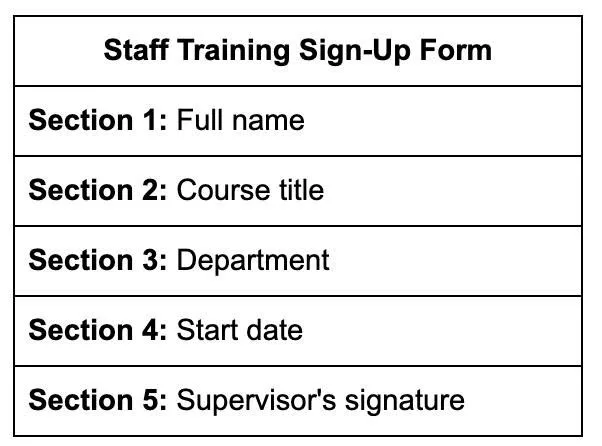 Staff Training Sign-Up Form
Section 1: Full name
Section 2: Course title
Section 3: Department
Section 4: Start date
Section 5: Supervisor's signature